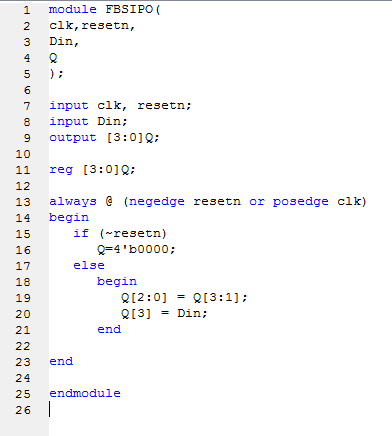 1 module FBSIPO(
2 clk,resetn,
3 Din,
4 Q
5 );
6
7 input clk, resetn;
8 input Din;
9 output [3:0]Q;
10
11 reg [3:0]Q;
12
13 always @ (negedge resetn or posedge clk)
14 begin
15 if (~resetn)
16 Q=4'b0000;
17 else
18 begin
19 Q[2:0] = Q[3:1];
20 Q[3] = Din;
21 end
22
23 end
24
25 endmodule
26